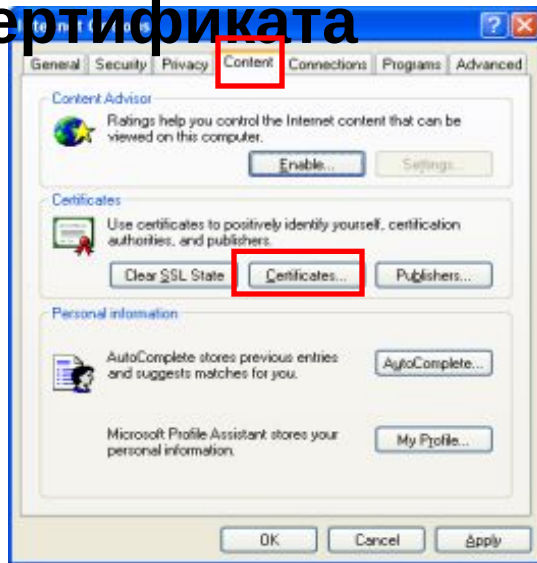 ертификата
General Security Privacy Content Connections Programs Advanced
Content Advisor
Ratings help you control the Internet content that can be
viewed on this computer.
Enable... Settings...
Certificates
Use certificates to positively identify yourself, certification
authorities, and publishers.
Clear SSL State Certificates... Publishers...
Personal information
AutoComplete stores previous entries
and suggests matches for you.
AutoComplete...
Microsoft Profile Assistant stores your
personal information.
My Profile...
OK Cancel Apply